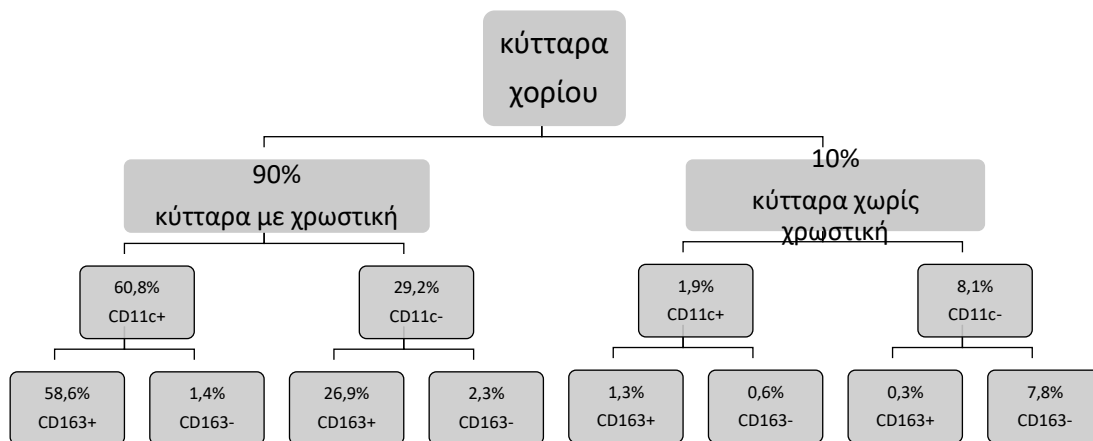 κύτταρα
χορίου
90%
κύτταρα με χρωστική
10%
κύτταρα χωρίς
χρωστική
60,8%
CD11c+
29,2%
CD11c-
1,9%
CD11c+
8,1%
CD11c-
58,6%
CD163+
1,4%
CD163-
26,9%
CD163+
2,3%
CD163-
1,3%
CD163+
0,6%
CD163-
0,3%
CD163+
7,8%
CD163-